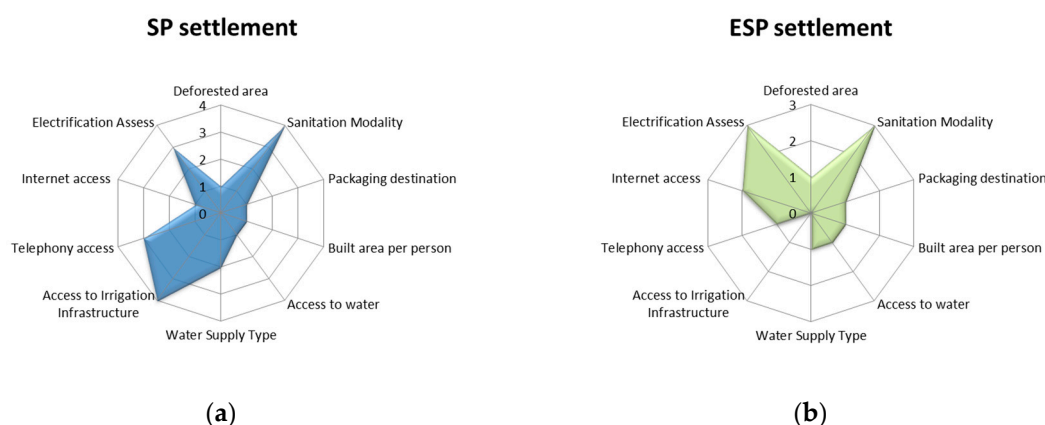 SP settlement
Deforested area
4
3
2
1
0
Electrification Assess
Sanitation Modality
Internet access
Packaging destination
Telephony access
Built area per person
Access to Irrigation
Infrastructure
Access to water
Water Supply Type
(a)
ESP settlement
Deforested area
3
2
1
0
Electrification Assess
Sanitation Modality
Internet access
Packaging destination
Telephony access
Built area per person
Access to Irrigation
Infrastructure
Access to water
Water Supply Type
(b)